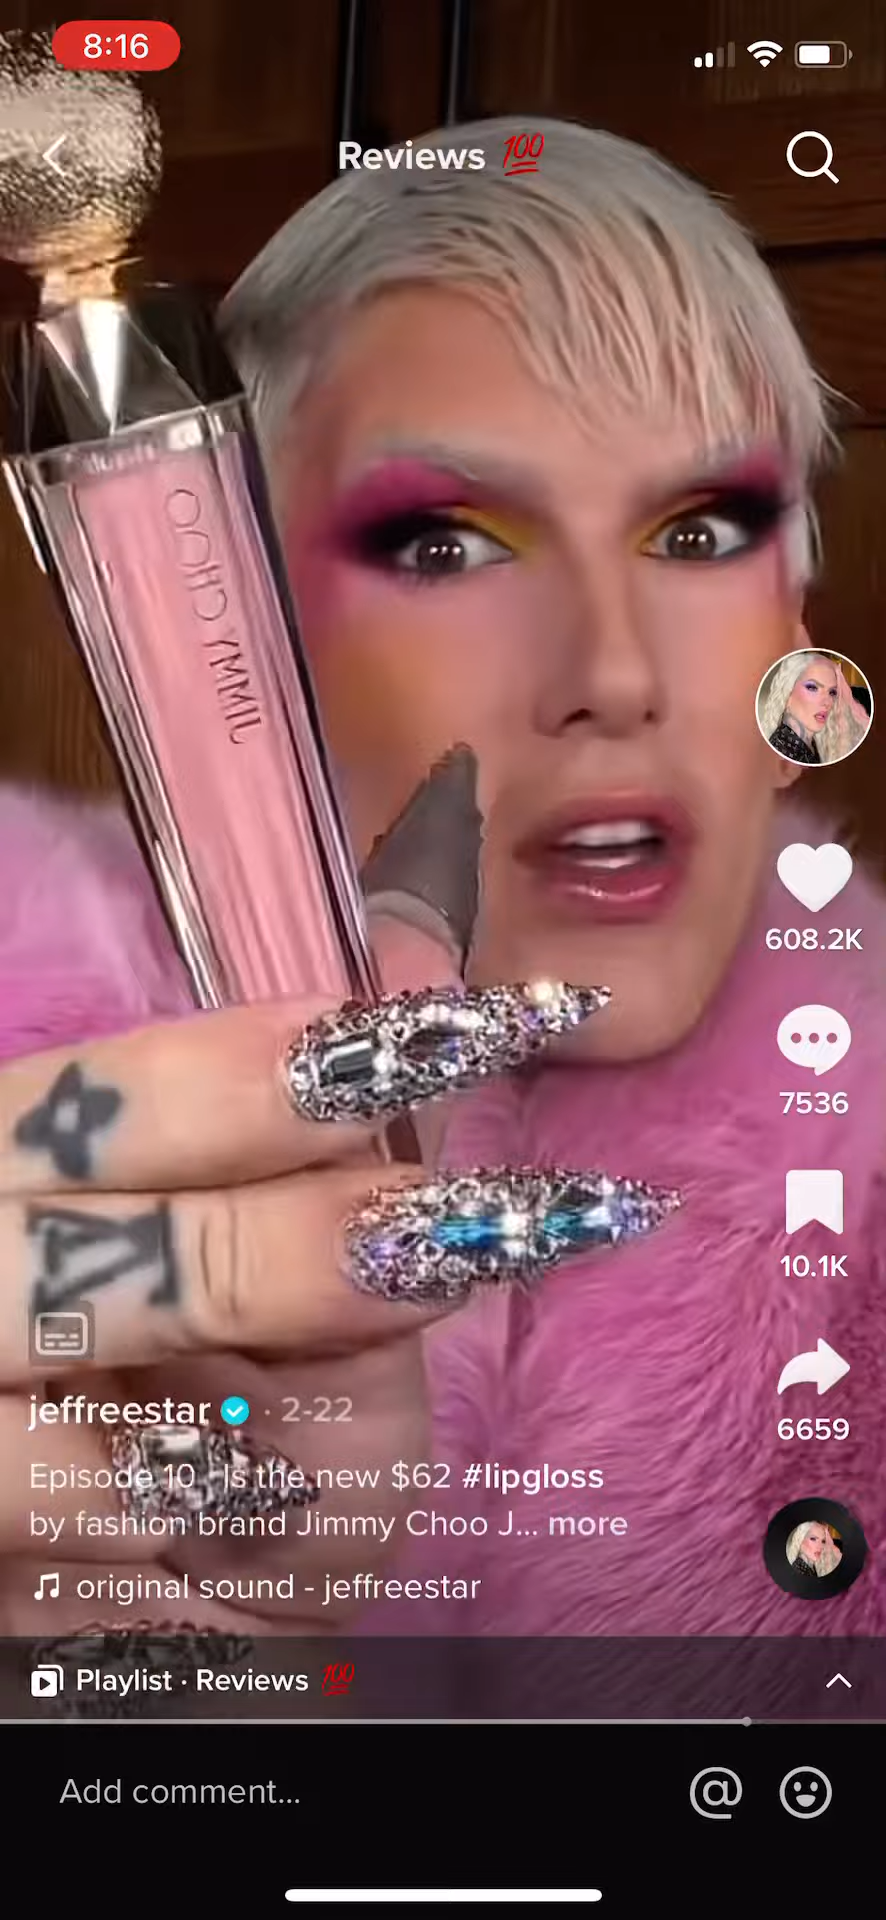 8:16
Reviews 💯
JIMMY CHOO
608.2K
7536
10.1K
6659
jeffreestar · 2-22
Episode 10 - Is the new $62 #lipgloss
by fashion brand Jimmy Choo J... more
original sound - jeffreestar
Playlist · Reviews 💯
Add comment...
@